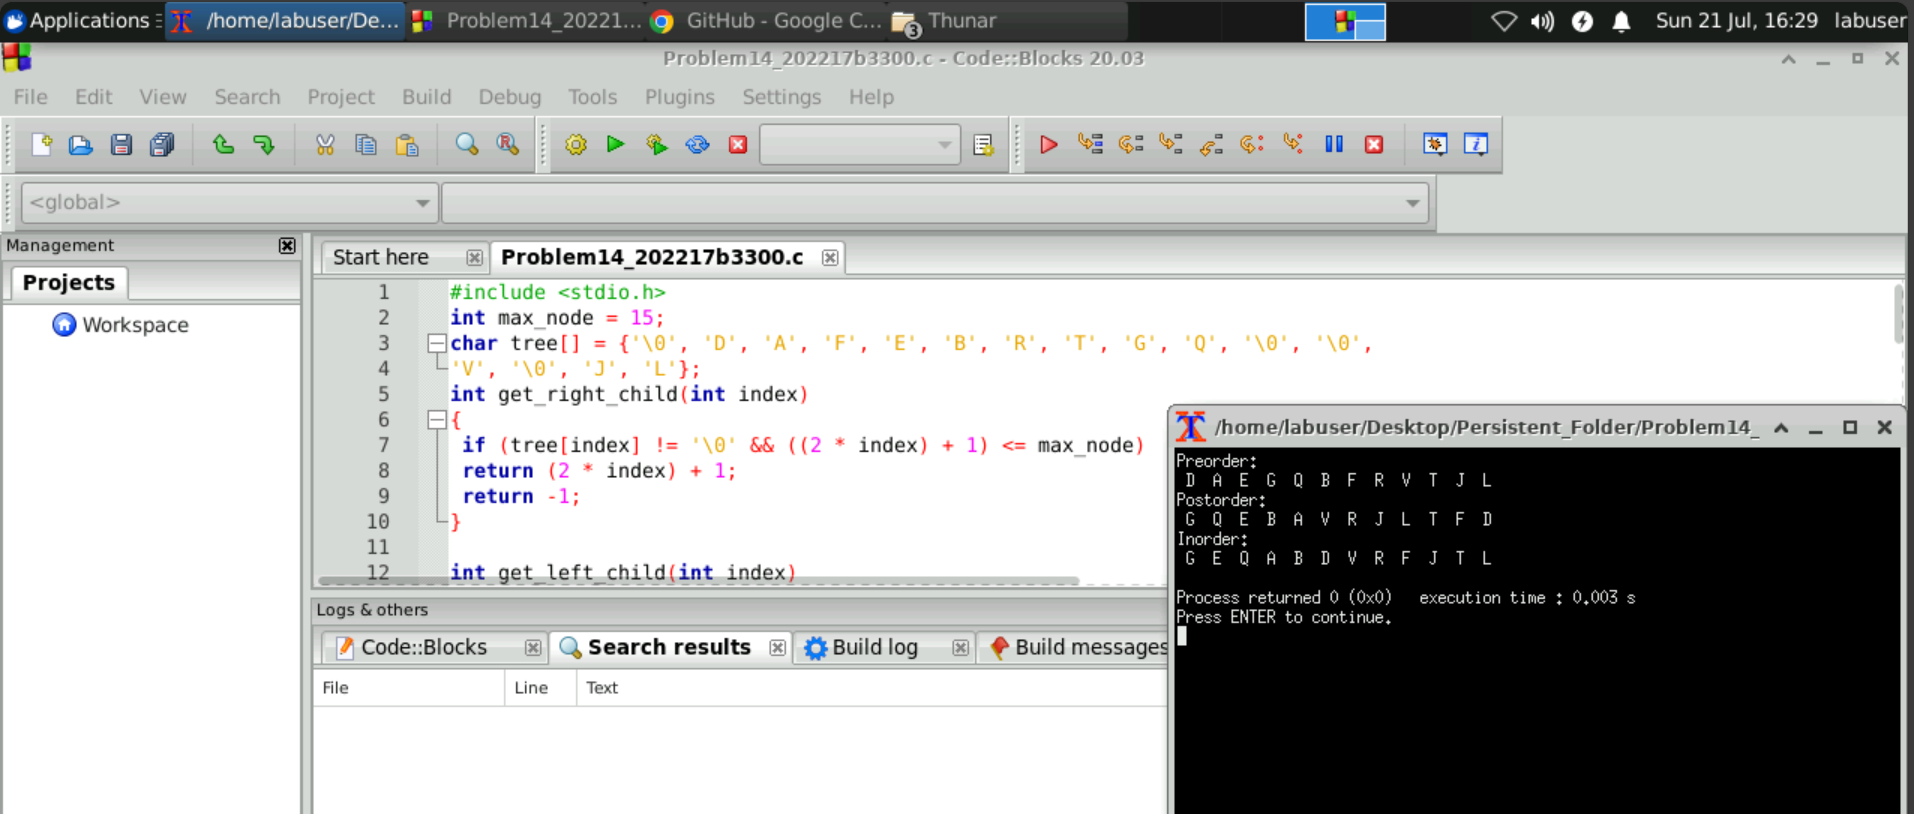 Applications
/home/labuser/De...
Problem14_20221...
GitHub - Google C...
3
Thunar
Sun 21 Jul, 16:29
labuser
Problem14_202217b3300.c - Code::Blocks 20.03
File Edit View Search Project Build Debug Tools Plugins Settings Help
<global>
Management
Projects
Workspace
Start here
Problem14_202217b3300.c
1 #include <stdio.h>
2 int max_node = 15;
3 char tree[] = {'\0', 'D', 'A', 'F', 'E', 'B', 'R', 'T', 'G', 'Q', '\0', '\0',
4 'V', '\0', 'J', 'L'};
5 int get_right_child(int index)
6 {
7 if (tree[index] != '\0' && ((2 * index) + 1) <= max_node)
8 return (2 * index) + 1;
9 return -1;
10 }
11
12 int get_left_child(int index)
Logs & others
Code::Blocks
Search results
Build log
Build messages
File Line Text
/home/labuser/Desktop/Persistent_Folder/Problem14_
Preorder:
D A E G Q B F R V T J L
Postorder:
G Q E B A V R J L T F D
Inorder:
G E Q A B D V R F J T L
Process returned 0 (0x0) execution time : 0.003 s
Press ENTER to continue.